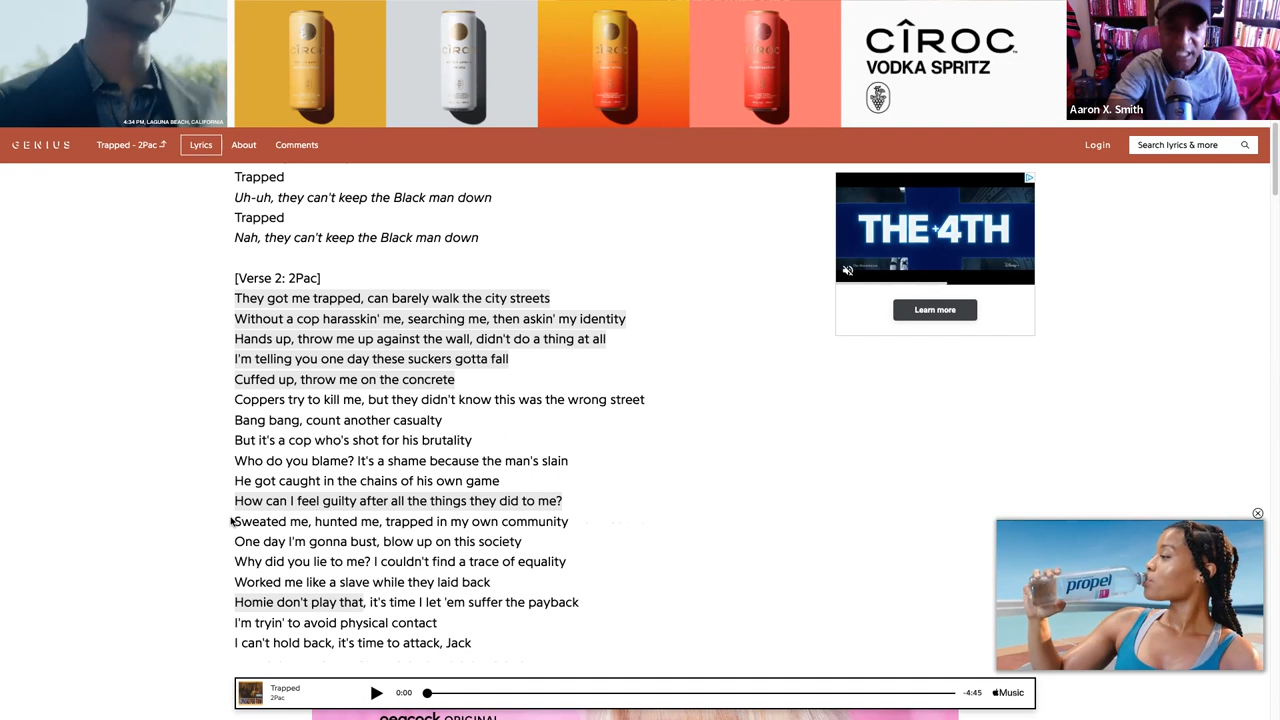 CÎROC
CÎROC
CÎROC
CÎROC
CÎROC
VODKA SPRITZ
4:34 PM, LAGUNA BEACH, CALIFORNIA
Aaron X. Smith
GENIUS
Trapped - 2Pac
Lyrics
About
Comments
Login
Search lyrics & more
Trapped
Uh-uh, they can't keep the Black man down
Trapped
Nah, they can't keep the Black man down
[Verse 2: 2Pac]
They got me trapped, can barely walk the city streets
Without a cop harasskin' me, searching me, then askin' my identity
Hands up, throw me up against the wall, didn't do a thing at all
I'm telling you one day these suckers gotta fall
Cuffed up, throw me on the concrete
Coppers try to kill me, but they didn't know this was the wrong street
Bang bang, count another casualty
But it's a cop who's shot for his brutality
Who do you blame? It's a shame because the man's slain
He got caught in the chains of his own game
How can I feel guilty after all the things they did to me?
Sweated me, hunted me, trapped in my own community
One day I'm gonna bust, blow up on this society
Why did you lie to me? I couldn't find a trace of equality
Worked me like a slave while they laid back
Homie don't play that, it's time I let 'em suffer the payback
I'm tryin' to avoid physical contact
I can't hold back, it's time to attack, Jack
THE 4TH
Learn more
propel
Trapped
2Pac
0:00
-4:45
Music
peacock ORIGINAL